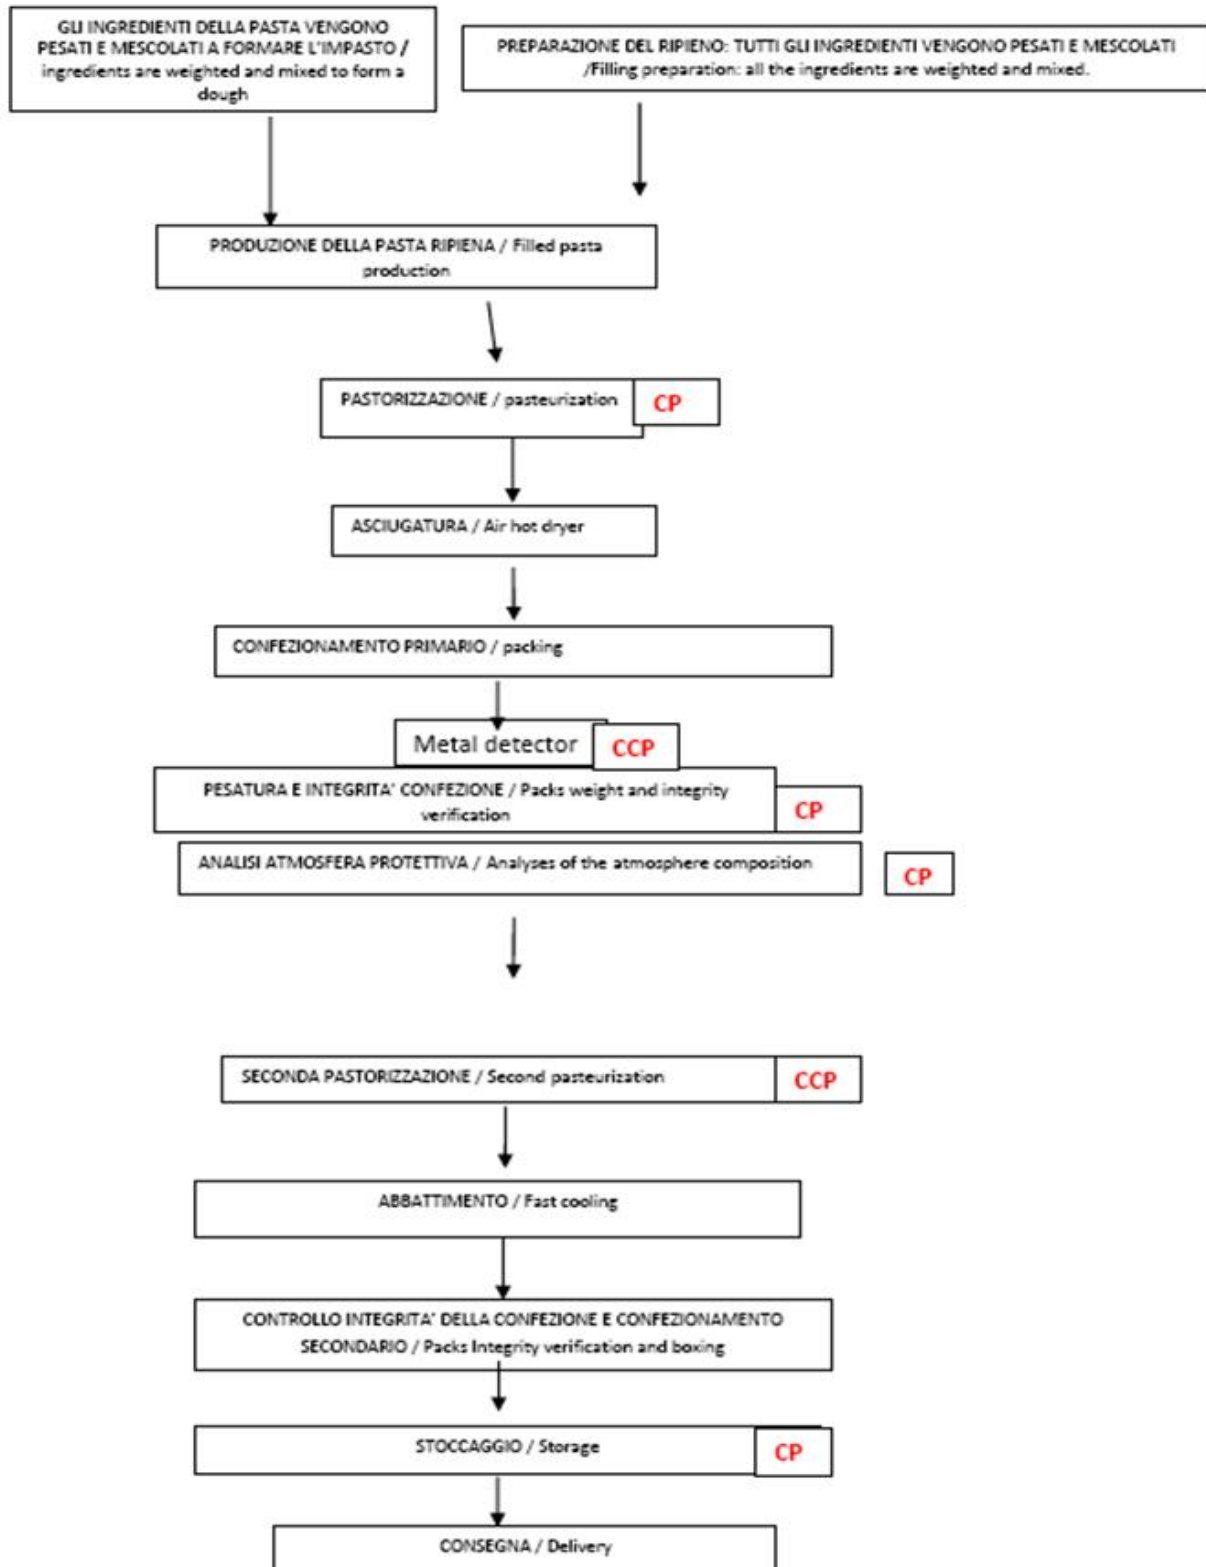 GLI INGREDIENTI DELLA PASTA VENGONO
PESATI E MESCOLATI A FORMARE L'IMPASTO /
ingredients are weighted and mixed to form a
dough
PREPARAZIONE DEL RIPIENO: TUTTI GLI INGREDIENTI VENGONO PESATI E MESCOLATI
/Filling preparation: all the ingredients are weighted and mixed.
PRODUZIONE DELLA PASTA RIPIENA / Filled pasta
production
PASTORIZZAZIONE / pasteurization
CP
ASCIUGATURA / Air hot dryer
CONFEZIONAMENTO PRIMARIO / packing
Metal detector
CCP
PESATURA E INTEGRITA' CONFEZIONE / Packs weight and integrity
verification
CP
ANALISI ATMOSFERA PROTETTIVA / Analyses of the atmosphere composition
CP
SECONDA PASTORIZZAZIONE / Second pasteurization
CCP
ABBATTIMENTO / Fast cooling
CONTROLLO INTEGRITA' DELLA CONFEZIONE E CONFEZIONAMENTO
SECONDARIO / Packs Integrity verification and boxing
STOCCAGGIO / Storage
CP
CONSEGNA / Delivery